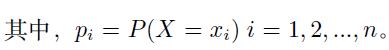 其中，p_i = P(X = x_i) i = 1, 2, ..., n。